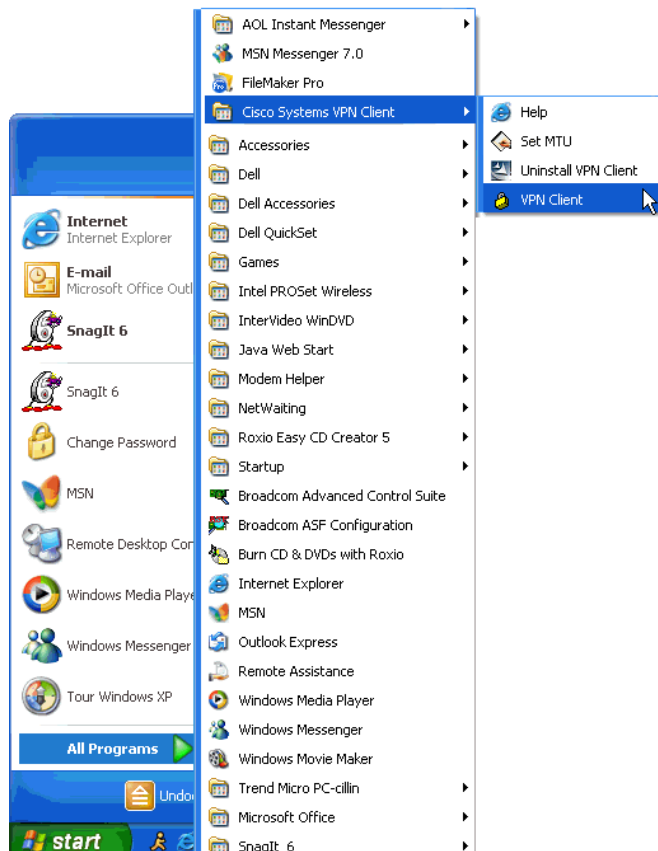 AOL Instant Messenger
MSN Messenger 7.0
FileMaker Pro
Cisco Systems VPN Client
Accessories
Dell
Dell Accessories
Dell QuickSet
Games
Intel PROSet Wireless
InterVideo WinDVD
Java Web Start
Modem Helper
NetWaiting
Roxio Easy CD Creator 5
Startup
Broadcom Advanced Control Suite
Broadcom ASF Configuration
Burn CD & DVDs with Roxio
Internet Explorer
MSN
Outlook Express
Remote Assistance
Windows Media Player
Windows Messenger
Windows Movie Maker
Trend Micro PC-cillin
Microsoft Office
SnagIt 6
Help
Set MTU
Uninstall VPN Client
VPN Client
Internet
Internet Explorer
E-mail
Microsoft Office Outl
SnagIt 6
SnagIt 6
Change Password
MSN
Remote Desktop Con
Windows Media Playe
Windows Messenger
Tour Windows XP
All Programs
Undo
start